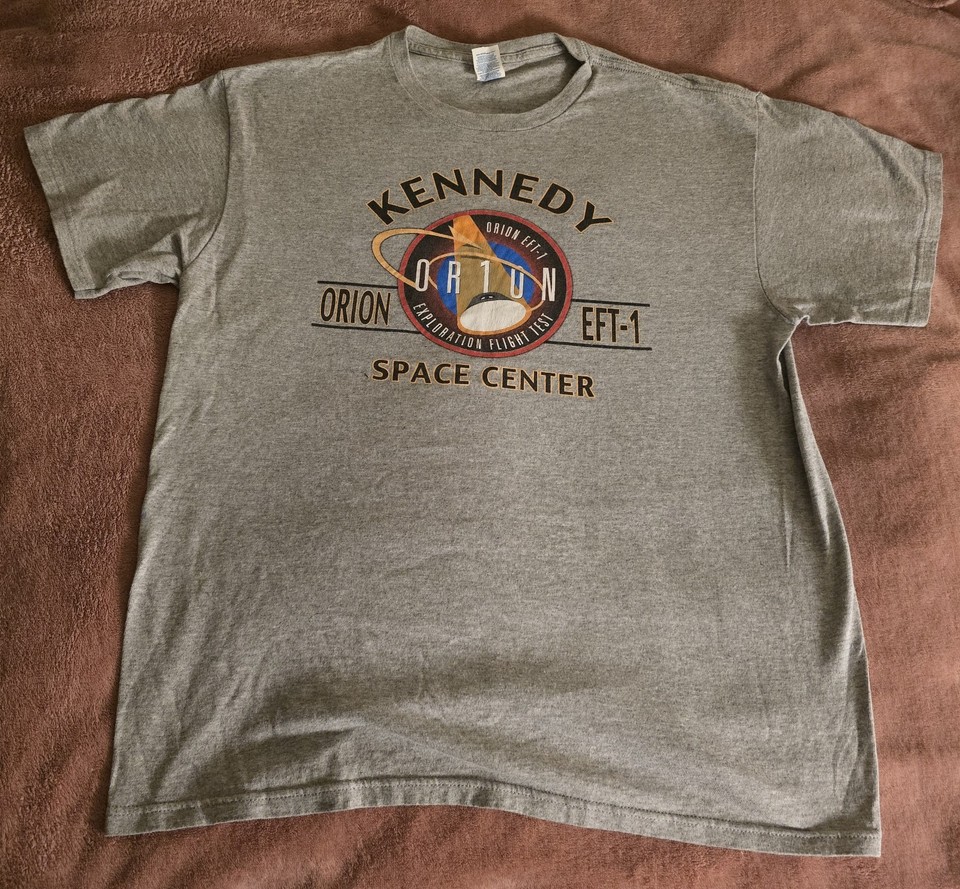 KENNEDY
ORION EFT-1
OR1ON
EXPLORATION FLIGHT TEST
ORION
EFT-1
SPACE CENTER